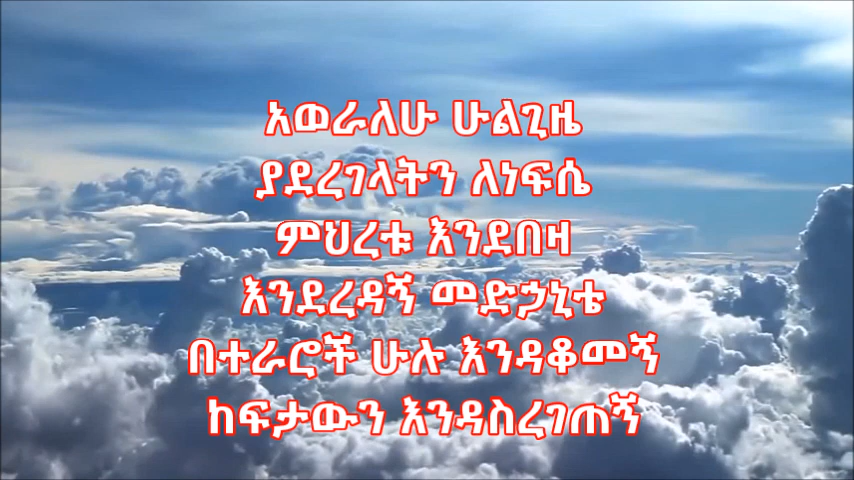 አወራለሁ ሁልጊዜ
ያደረገላትን ለነፍሴ
ምህረቱ እንደበዛ
እንደረዳኝ መድኃኒቴ
በተራሮች ሁሉ እንዳቆመኝ
ከፍታውን እንዳስረገጠኝ